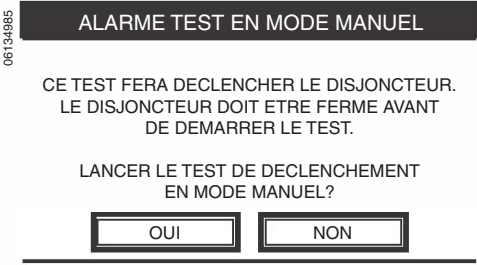 06134985
ALARME TEST EN MODE MANUEL
CE TEST FERA DECLENCHER LE DISJONCTEUR.
LE DISJONCTEUR DOIT ETRE FERME AVANT
DE DEMARRER LE TEST.
LANCER LE TEST DE DECLENCHEMENT
EN MODE MANUEL?
OUI
NON